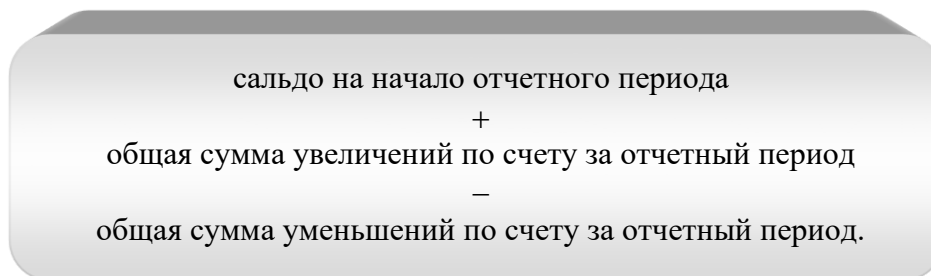 сальдо на начало отчетного периода
+
общая сумма увеличений по счету за отчетный период
–
общая сумма уменьшений по счету за отчетный период.